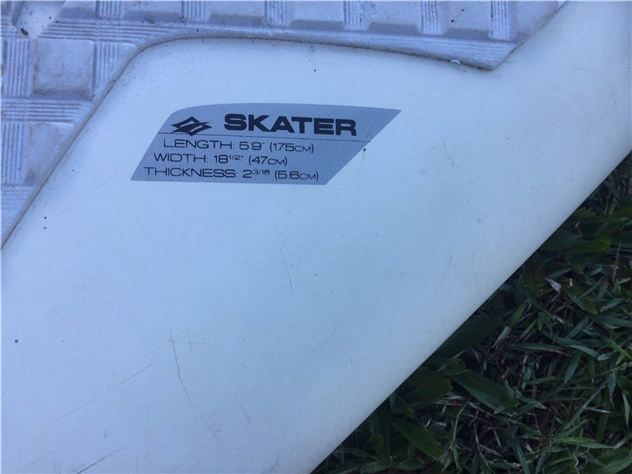 SKATER
LENGTH: 5'9" (175CM)
WIDTH: 18 1/2" (47CM)
THICKNESS: 2 3/16 (5.6CM)